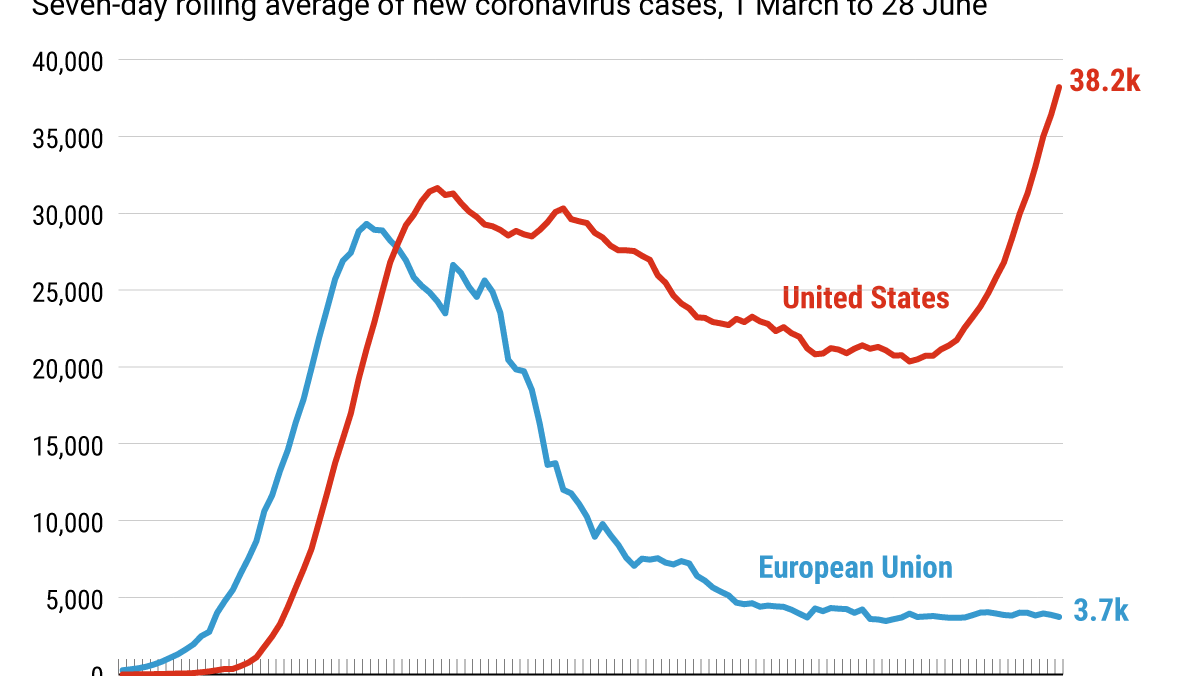 Seven-day rolling average of new coronavirus cases, 1 March to 28 June
40,000
38.2k
35,000
30,000
25,000
United States
20,000
15,000
10,000
European Union
5,000
3.7k
0